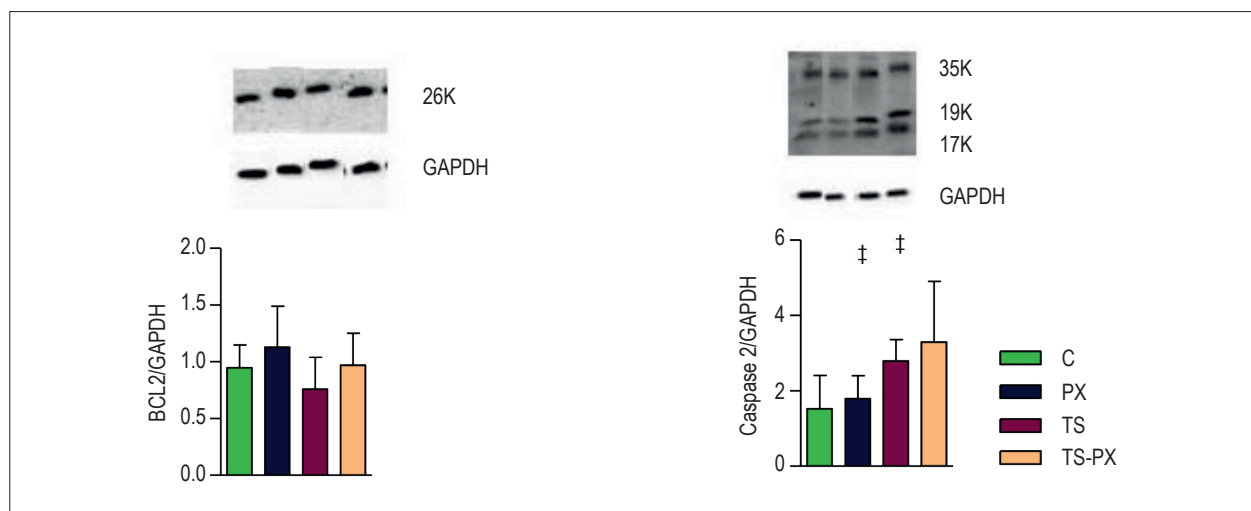 26K
GAPDH
2.0
1.5
1.0
0.5
0.0
BCL2/GAPDH
35K
19K
17K
GAPDH
6
4
2
0
Caspase 2/GAPDH
‡ ‡
C
PX
TS
TS-PX